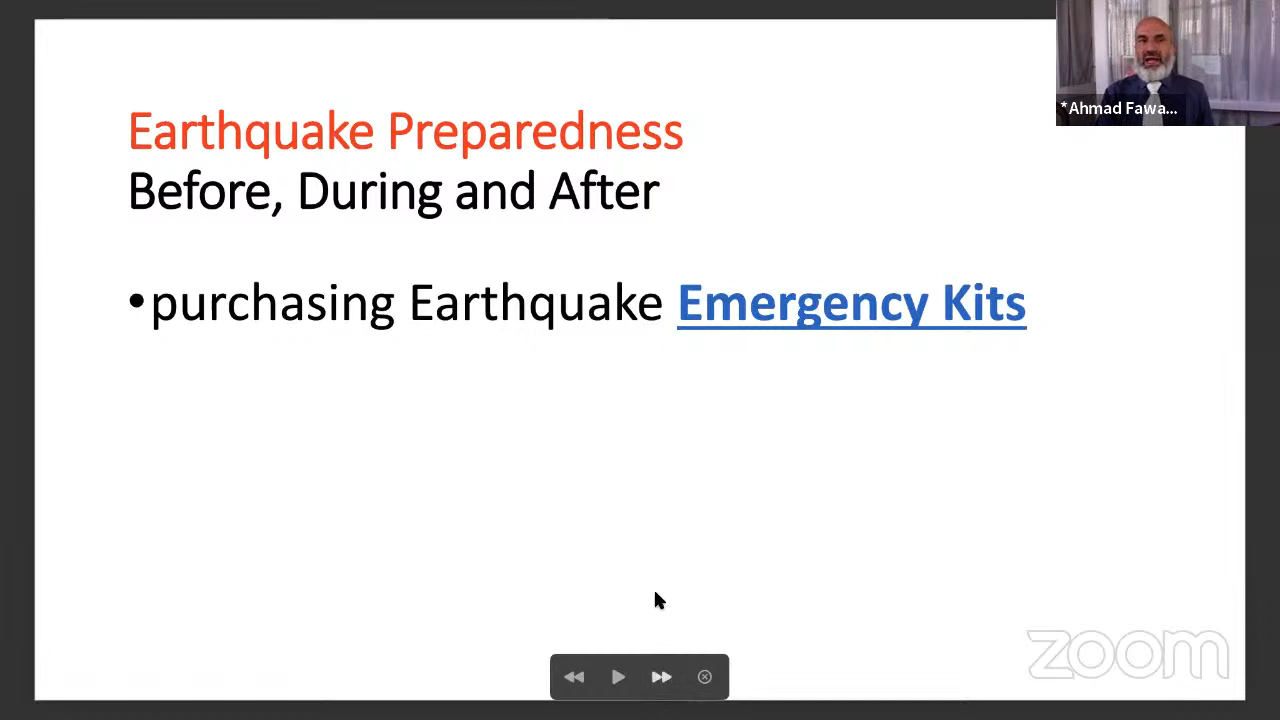 Earthquake Preparedness
Before, During and After
•purchasing Earthquake Emergency Kits
*Ahmad Fawa...
zoom